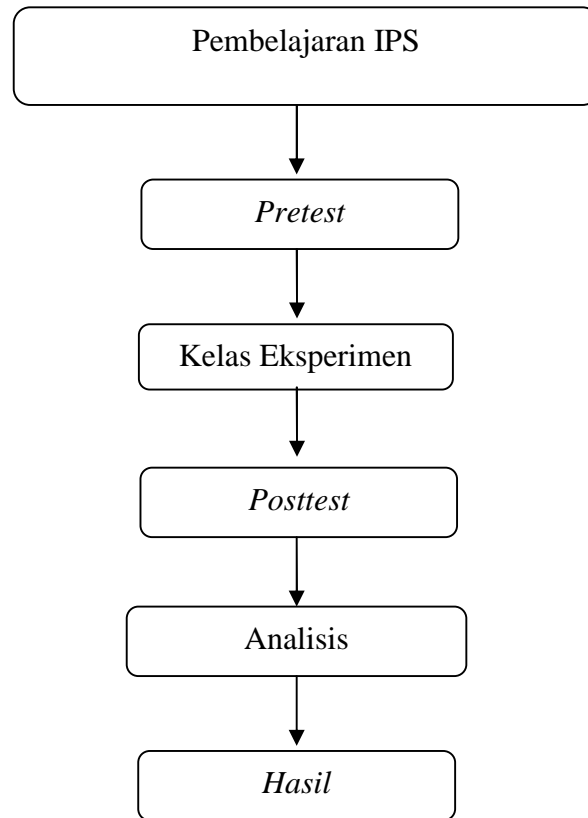 Pembelajaran IPS
Pretest
Kelas Eksperimen
Posttest
Analisis
Hasil